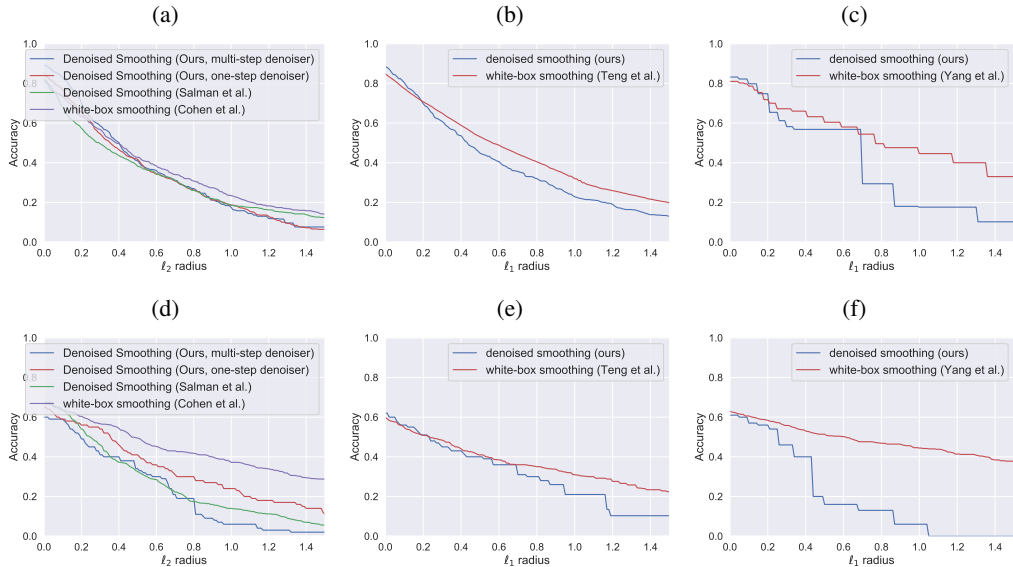 (a)
1.0
0.8
0.6
0.4
0.2
0.0
Accuracy
Denoised Smoothing (Ours, multi-step denoiser)
Denoised Smoothing (Ours, one-step denoiser)
Denoised Smoothing (Salman et al.)
white-box smoothing (Cohen et al.)
0.0 0.2 0.4 0.6 0.8 1.0 1.2 1.4
ℓ₂ radius
(b)
1.0
0.8
0.6
0.4
0.2
0.0
Accuracy
denoised smoothing (ours)
white-box smoothing (Teng et al.)
0.0 0.2 0.4 0.6 0.8 1.0 1.2 1.4
ℓ₁ radius
(c)
1.0
0.8
0.6
0.4
0.2
0.0
Accuracy
denoised smoothing (ours)
white-box smoothing (Yang et al.)
0.0 0.2 0.4 0.6 0.8 1.0 1.2 1.4
ℓ₁ radius
(d)
1.0
0.8
0.6
0.4
0.2
0.0
Accuracy
Denoised Smoothing (Ours, multi-step denoiser)
Denoised Smoothing (Ours, one-step denoiser)
Denoised Smoothing (Salman et al.)
white-box smoothing (Cohen et al.)
0.0 0.2 0.4 0.6 0.8 1.0 1.2 1.4
ℓ₂ radius
(e)
1.0
0.8
0.6
0.4
0.2
0.0
Accuracy
denoised smoothing (ours)
white-box smoothing (Teng et al.)
0.0 0.2 0.4 0.6 0.8 1.0 1.2 1.4
ℓ₁ radius
(f)
1.0
0.8
0.6
0.4
0.2
0.0
Accuracy
denoised smoothing (ours)
white-box smoothing (Yang et al.)
0.0 0.2 0.4 0.6 0.8 1.0 1.2 1.4
ℓ₁ radius